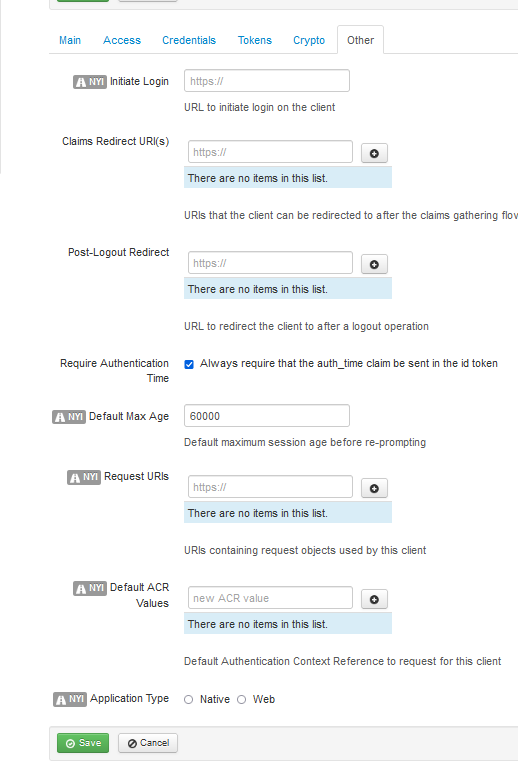 Main Access Credentials Tokens Crypto Other
NYI Initiate Login https://
URL to initiate login on the client
Claims Redirect URI(s) https://
There are no items in this list.
URIs that the client can be redirected to after the claims gathering flow
Post-Logout Redirect https://
There are no items in this list.
URL to redirect the client to after a logout operation
Require Authentication Always require that the auth_time claim be sent in the id token
Time
NYI Default Max Age 60000
Default maximum session age before re-prompting
NYI Request URIs https://
There are no items in this list.
URIs containing request objects used by this client
NYI Default ACR new ACR value
Values
There are no items in this list.
Default Authentication Context Reference to request for this client
NYI Application Type Native Web
Save Cancel